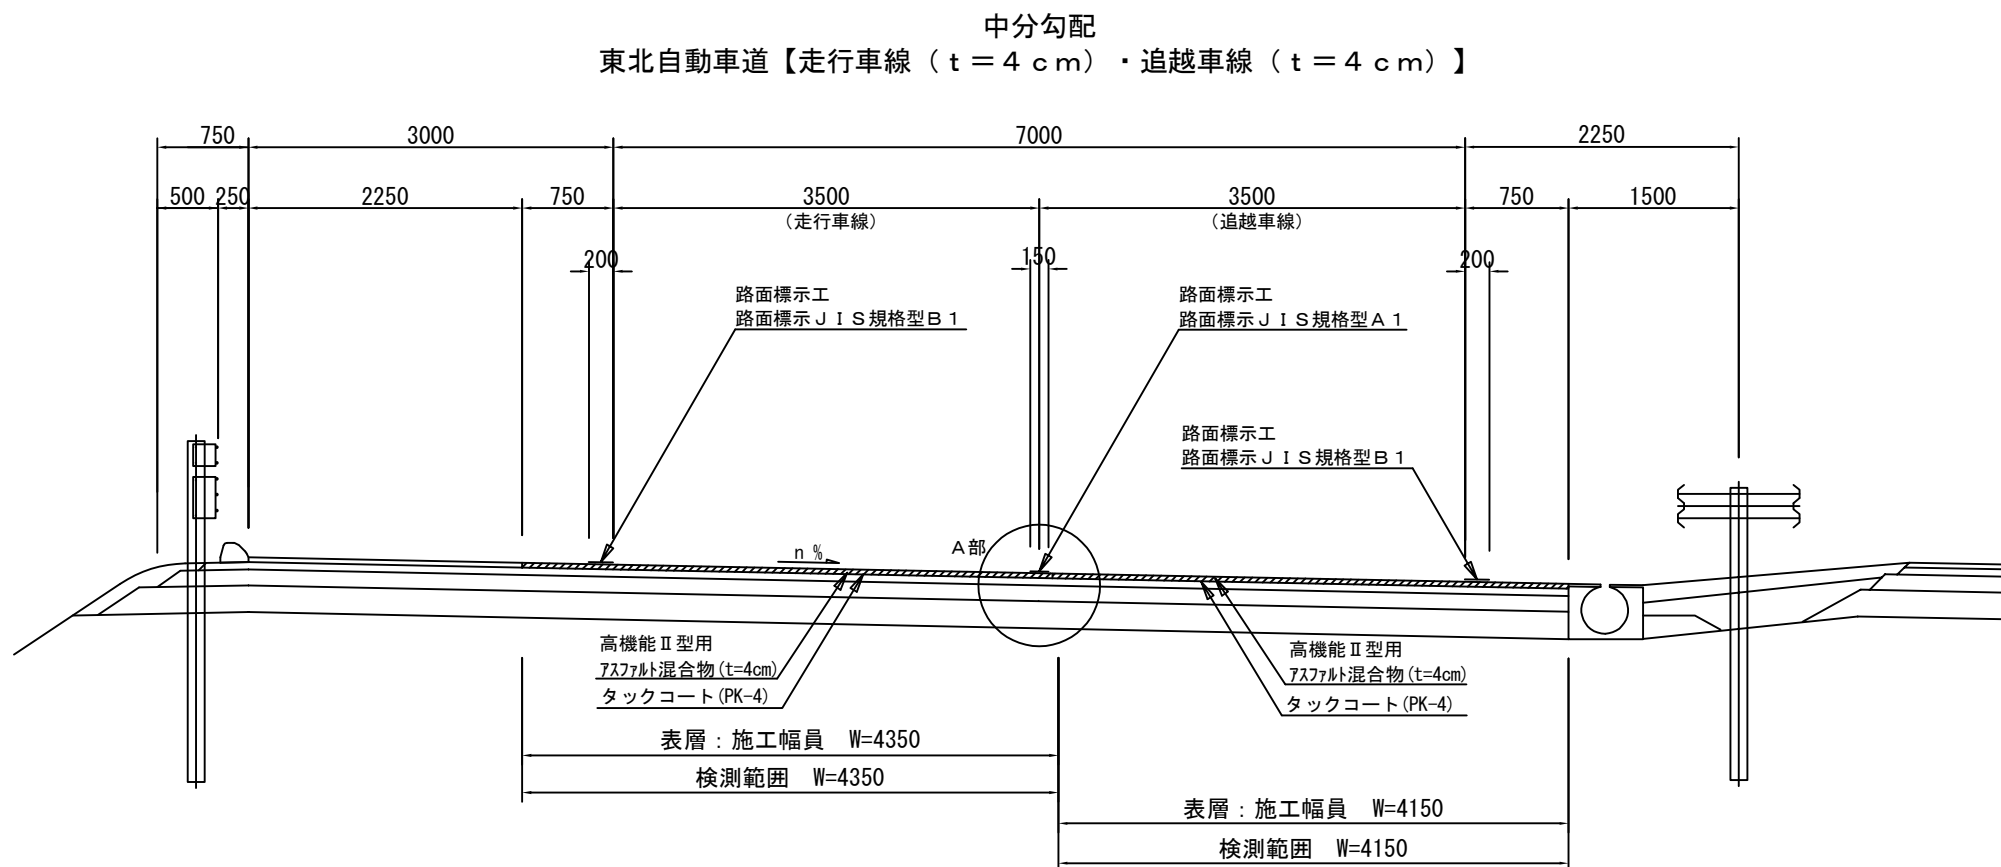 中分勾配
東北自動車道【走行車線（ｔ＝４ｃｍ）・追越車線（ｔ＝４ｃｍ）】
750 3000 7000 2250
500 250 2250 750 3500 3500 750 1500
（走行車線） （追越車線）
200 150 200
路面標示工
路面標示ＪＩＳ規格型Ｂ１
路面標示工
路面標示ＪＩＳ規格型Ａ１
路面標示工
路面標示ＪＩＳ規格型Ｂ１
n %
A部
高機能Ⅱ型用
ｱｽﾌｧﾙﾄ混合物(t=4cm)
タックコート(PK-4)
高機能Ⅱ型用
ｱｽﾌｧﾙﾄ混合物(t=4cm)
タックコート(PK-4)
表層：施工幅員　W=4350
検測範囲　W=4350
表層：施工幅員　W=4150
検測範囲　W=4150